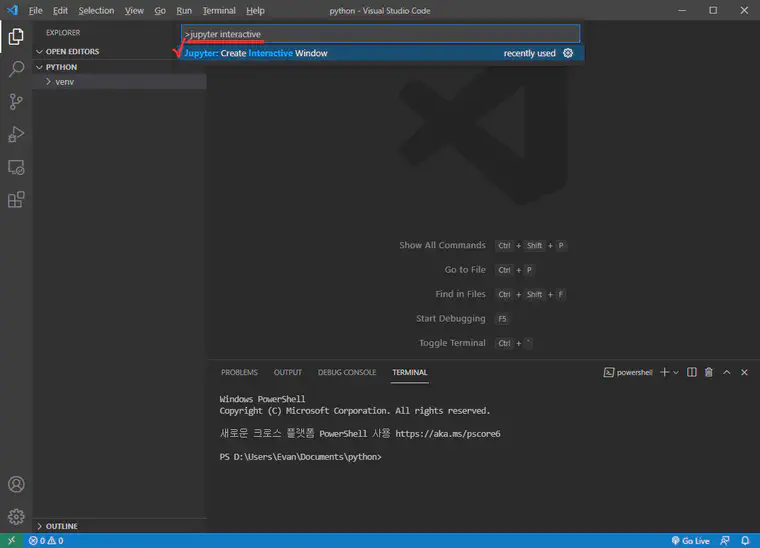 File Edit Selection View Go Run Terminal Help python - Visual Studio Code
>jupyter interactive
Jupyter: Create Interactive Window recently used
EXPLORER
OPEN EDITORS
PYTHON
venv
Show All Commands Ctrl + Shift + P
Go to File Ctrl + P
Find in Files Ctrl + Shift + F
Start Debugging F5
Toggle Terminal Ctrl + `
PROBLEMS OUTPUT DEBUG CONSOLE TERMINAL powershell
Windows PowerShell
Copyright (C) Microsoft Corporation. All rights reserved.
새로운 크로스 플랫폼 PowerShell 사용 https://aka.ms/pscore6
PS D:\Users\Evan\Documents\python>
OUTLINE
0 0 Go Live